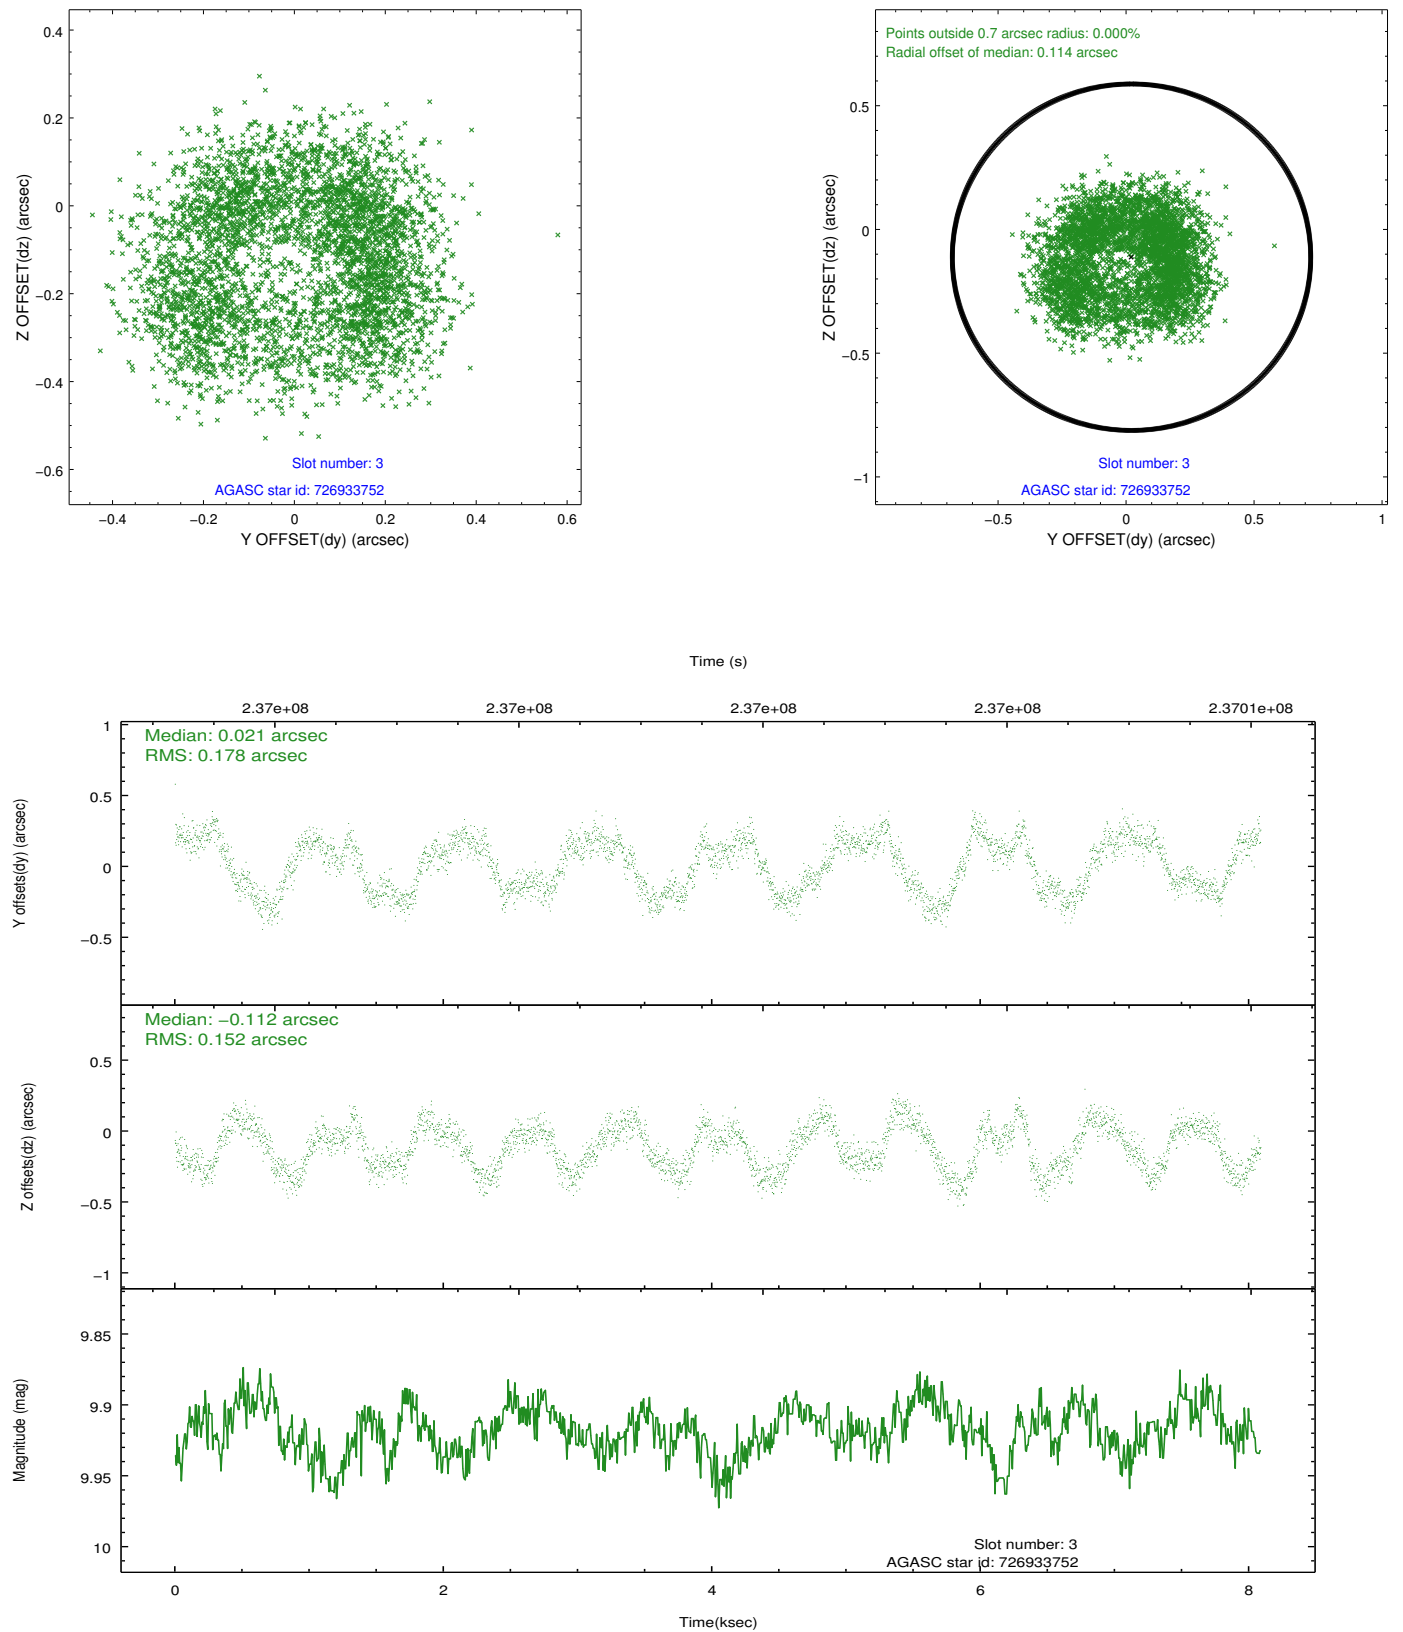 0.4
0.2
0
−0.2
−0.4
−0.6
Z OFFSET(dz) (arcsec)
Slot number: 3
AGASC star id: 726933752
−0.4 −0.2 0 0.2 0.4 0.6
Y OFFSET(dy) (arcsec)
Points outside 0.7 arcsec radius: 0.000%
Radial offset of median: 0.114 arcsec
0.5
0
−0.5
−1
Z OFFSET(dz) (arcsec)
Slot number: 3
AGASC star id: 726933752
−0.5 0 0.5 1
Y OFFSET(dy) (arcsec)
Time (s)
2.37e+08 2.37e+08 2.37e+08 2.37e+08 2.3701e+08
Median: 0.021 arcsec
RMS: 0.178 arcsec
1
0.5
0
−0.5
Y offsets(dy) (arcsec)
Median: −0.112 arcsec
RMS: 0.152 arcsec
0.5
0
−0.5
−1
Z offsets(dz) (arcsec)
9.85
9.9
9.95
10
Magnitude (mag)
Slot number: 3
AGASC star id: 726933752
0 2 4 6 8
Time(ksec)